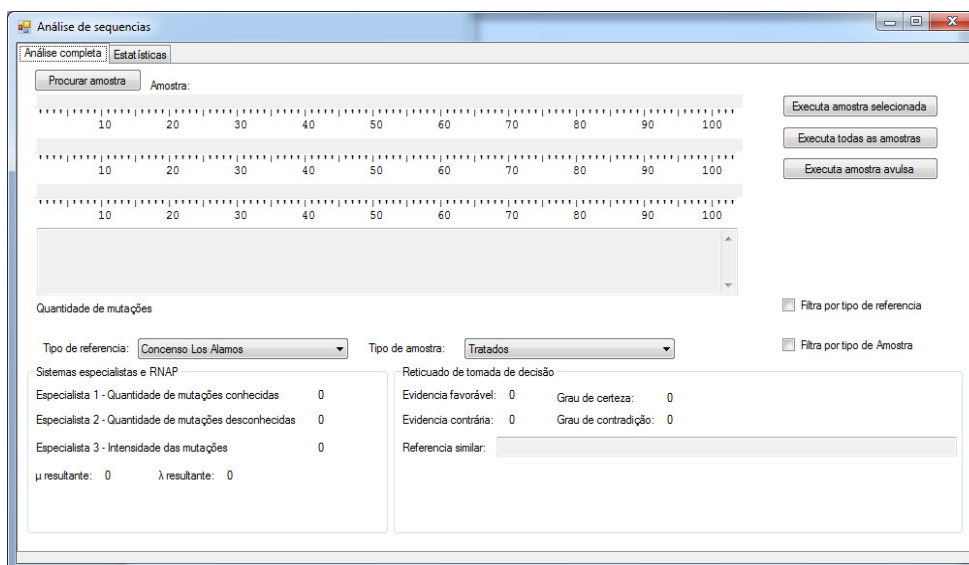 Análise de sequencias
Análise completa
Estatísticas
Procurar amostra
Amostra:
10 20 30 40 50 60 70 80 90 100
10 20 30 40 50 60 70 80 90 100
10 20 30 40 50 60 70 80 90 100
Executa amostra selecionada
Executa todas as amostras
Executa amostra avulsa
Quantidade de mutações
Filtra por tipo de referencia
Tipo de referencia: Concenso Los Alamos
Tipo de amostra: Tratados
Filtra por tipo de Amostra
Sistemas especialistas e RNAP
Especialista 1 - Quantidade de mutações conhecidas 0
Especialista 2 - Quantidade de mutações desconhecidas 0
Especialista 3 - Intensidade das mutações 0
μ resultante: 0 λ resultante: 0
Reticuado de tomada de decisão
Evidencia favorável: 0 Grau de certeza: 0
Evidencia contrária: 0 Grau de contradição: 0
Referencia similar: